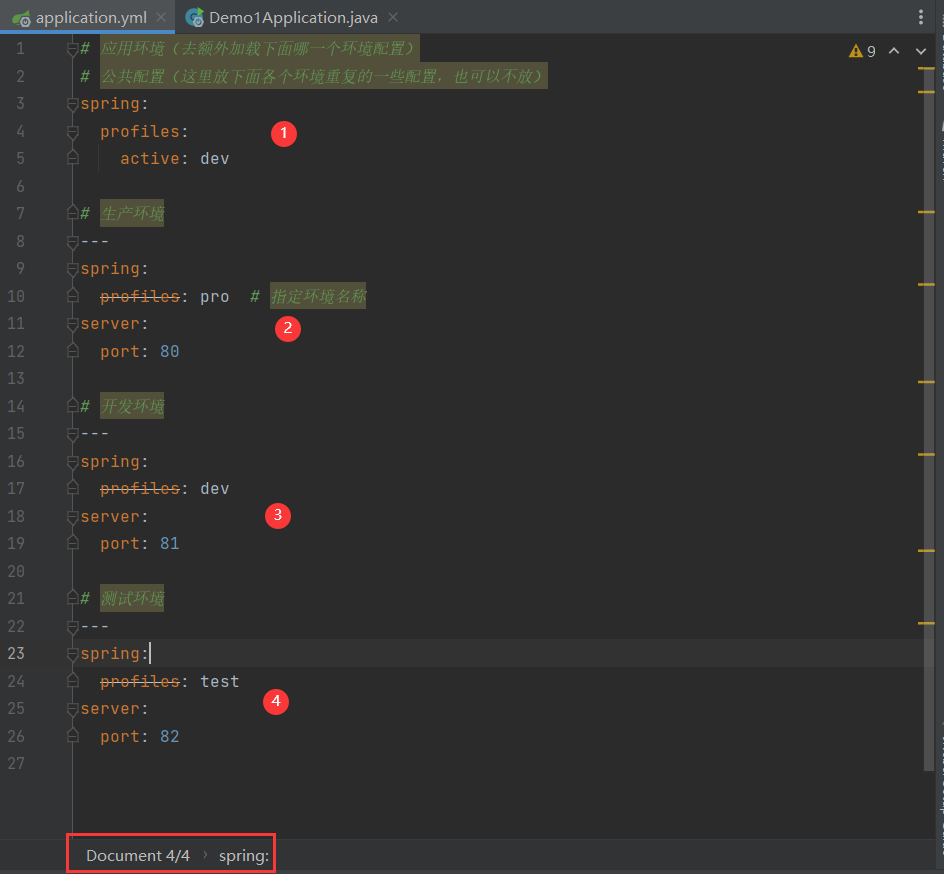 application.yml
Demo1Application.java
9
1 # 应用环境（去额外加载下面哪一个环境配置）
2 # 公共配置（这里放下面各个环境重复的一些配置，也可以不放）
3 spring:
4   profiles:
1
5     active: dev
6
7 # 生产环境
8 ---
9 spring:
10   profiles: pro  # 指定环境名称
11 server:
2
12   port: 80
13
14 # 开发环境
15 ---
16 spring:
17   profiles: dev
18 server:
3
19   port: 81
20
21 # 测试环境
22 ---
23 spring:
24   profiles: test
4
25 server:
26   port: 82
27
Document 4/4 › spring: